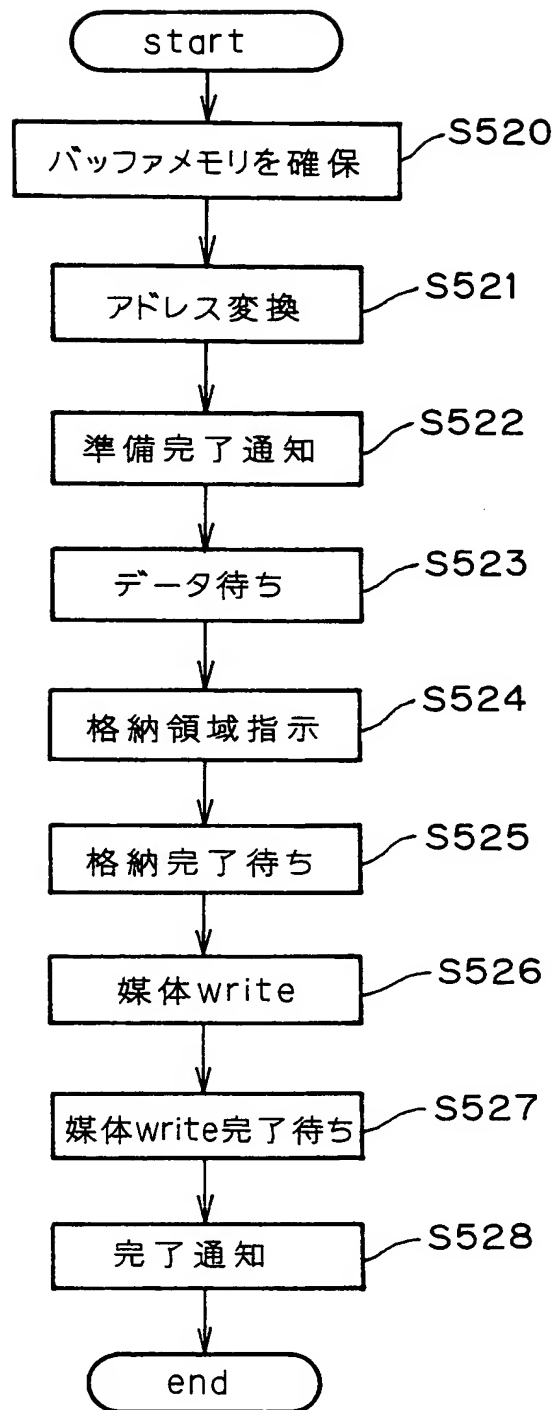 start
バッファメモリを確保
S520
アドレス変換
S521
準備完了通知
S522
データ待ち
S523
格納領域指示
S524
格納完了待ち
S525
媒体write
S526
媒体write完了待ち
S527
完了通知
S528
end